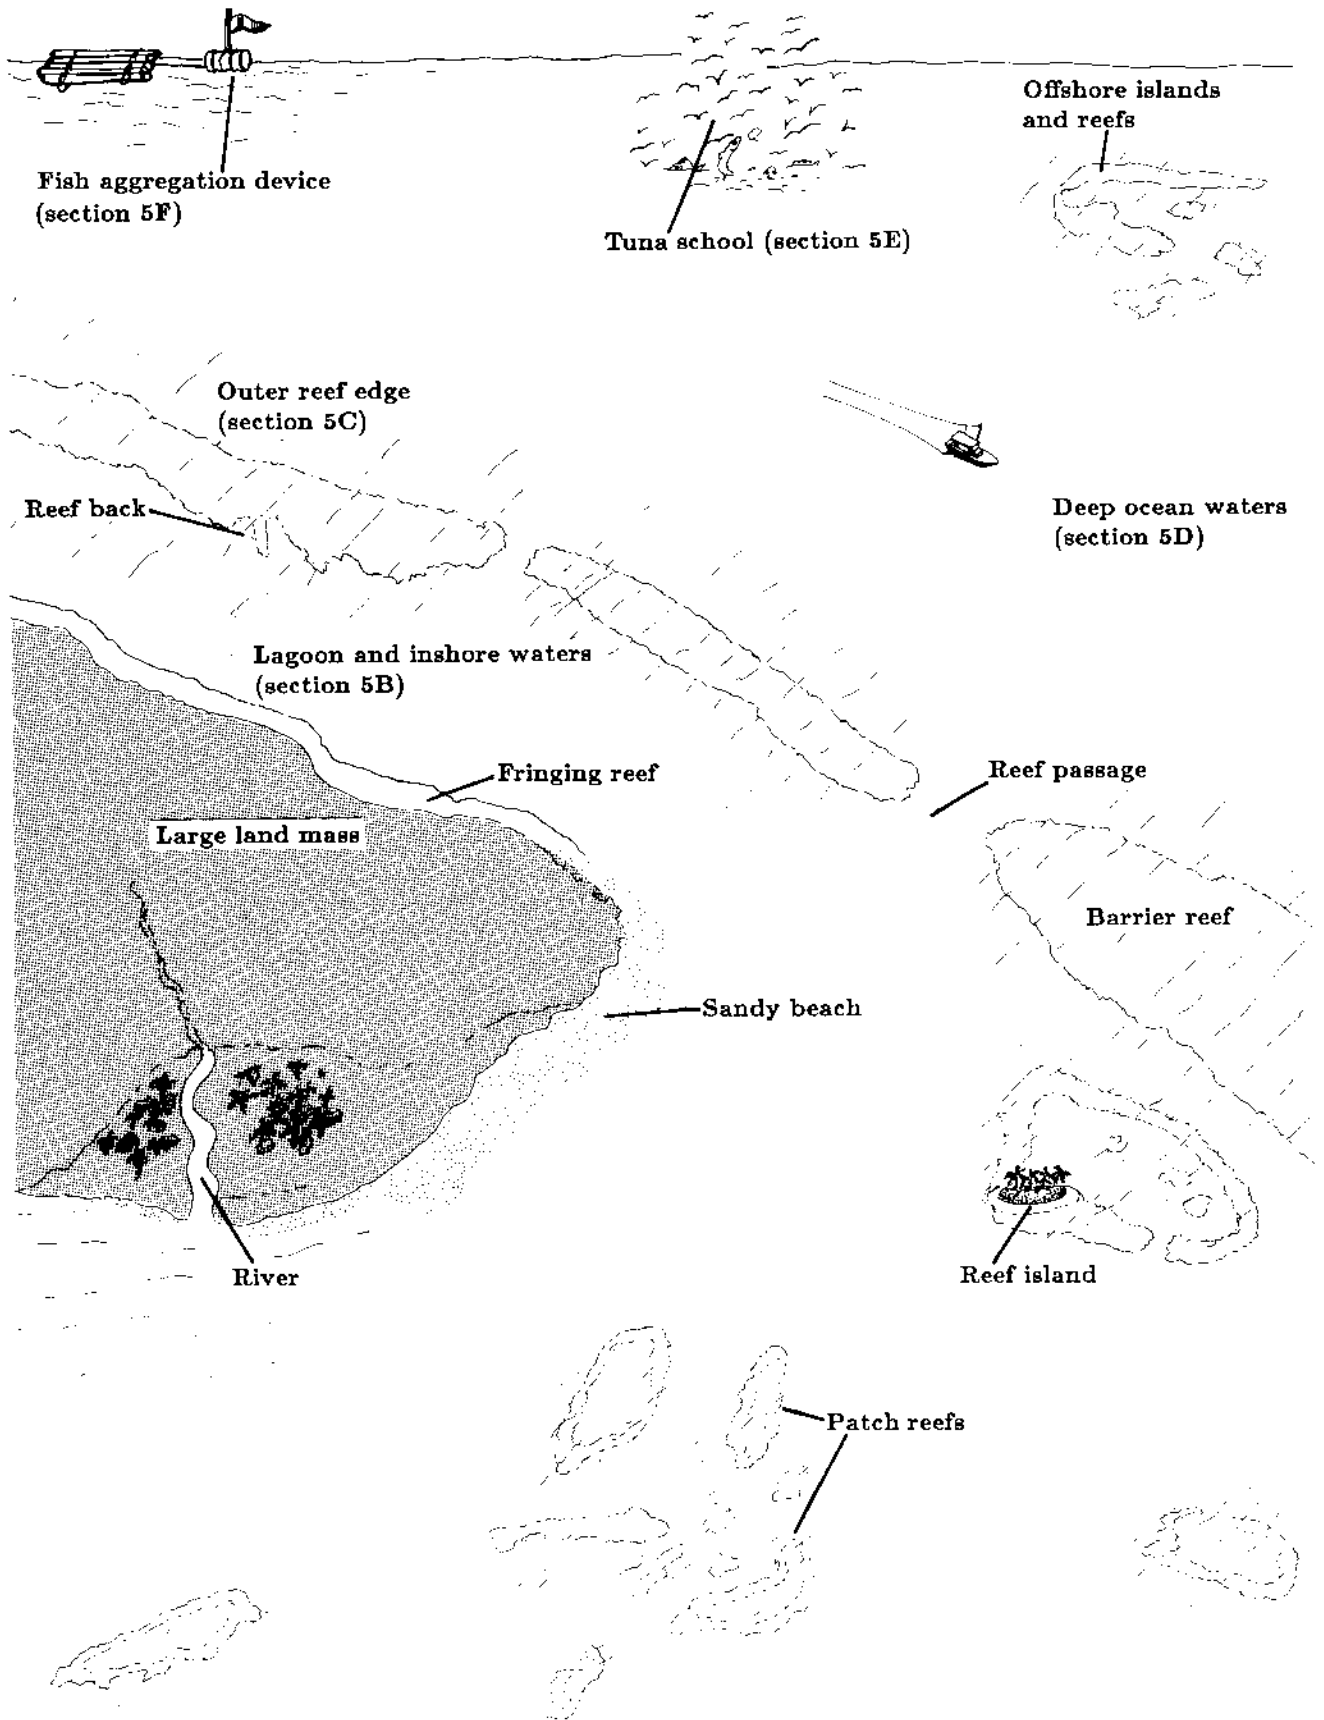 Offshore islands
and reefs
Fish aggregation device
(section 5F)
Tuna school (section 5E)
Outer reef edge
(section 5C)
Reef back
Deep ocean waters
(section 5D)
Lagoon and inshore waters
(section 5B)
Fringing reef
Reef passage
Large land mass
Barrier reef
Sandy beach
River
Reef island
Patch reefs